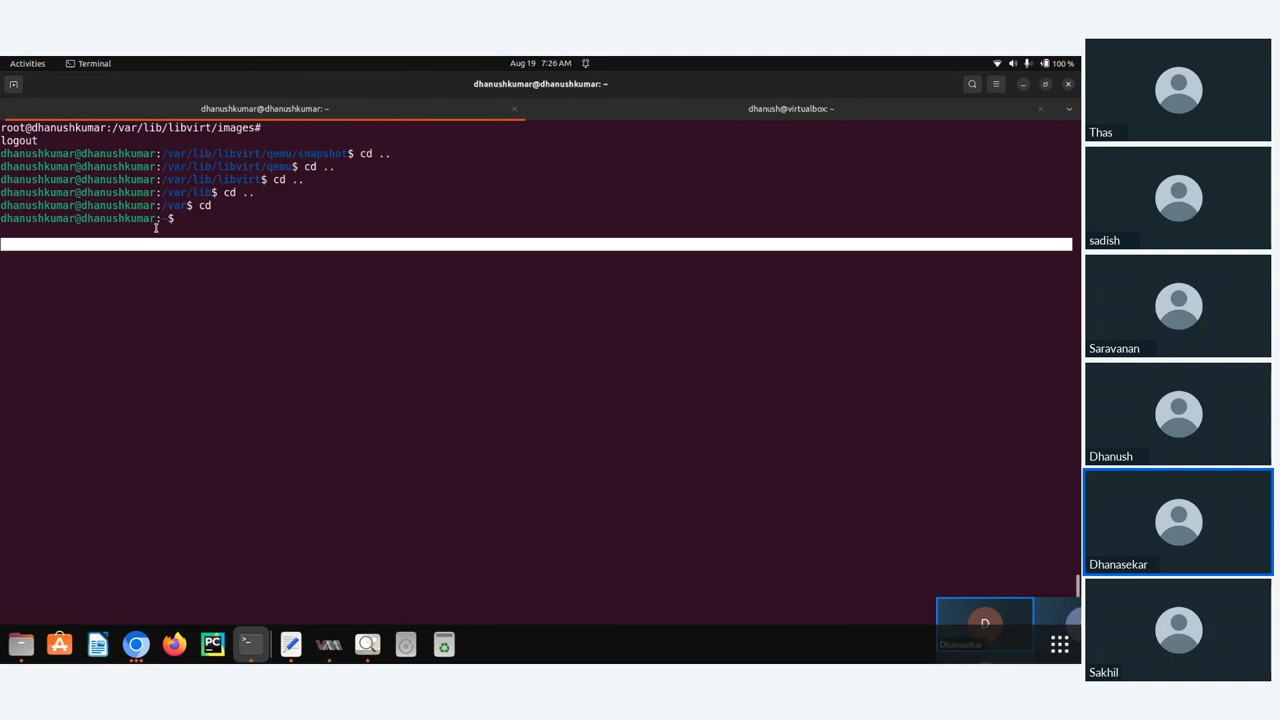 Activities
Terminal
Aug 19 7:26 AM
100 %
dhanushkumar@dhanushkumar: ~
dhanushkumar@dhanushkumar: ~
dhanush@virtualbox: ~
root@dhanushkumar:/var/lib/libvirt/images#
logout
dhanushkumar@dhanushkumar:/var/lib/libvirt/qemu/snapshot$ cd ..
dhanushkumar@dhanushkumar:/var/lib/libvirt/qemu$ cd ..
dhanushkumar@dhanushkumar:/var/lib/libvirt$ cd ..
dhanushkumar@dhanushkumar:/var/lib$ cd ..
dhanushkumar@dhanushkumar:/var$ cd
dhanushkumar@dhanushkumar:~$
D
Dhanasekar
PC
Thas
sadish
Saravanan
Dhanush
Dhanasekar
Sakhil